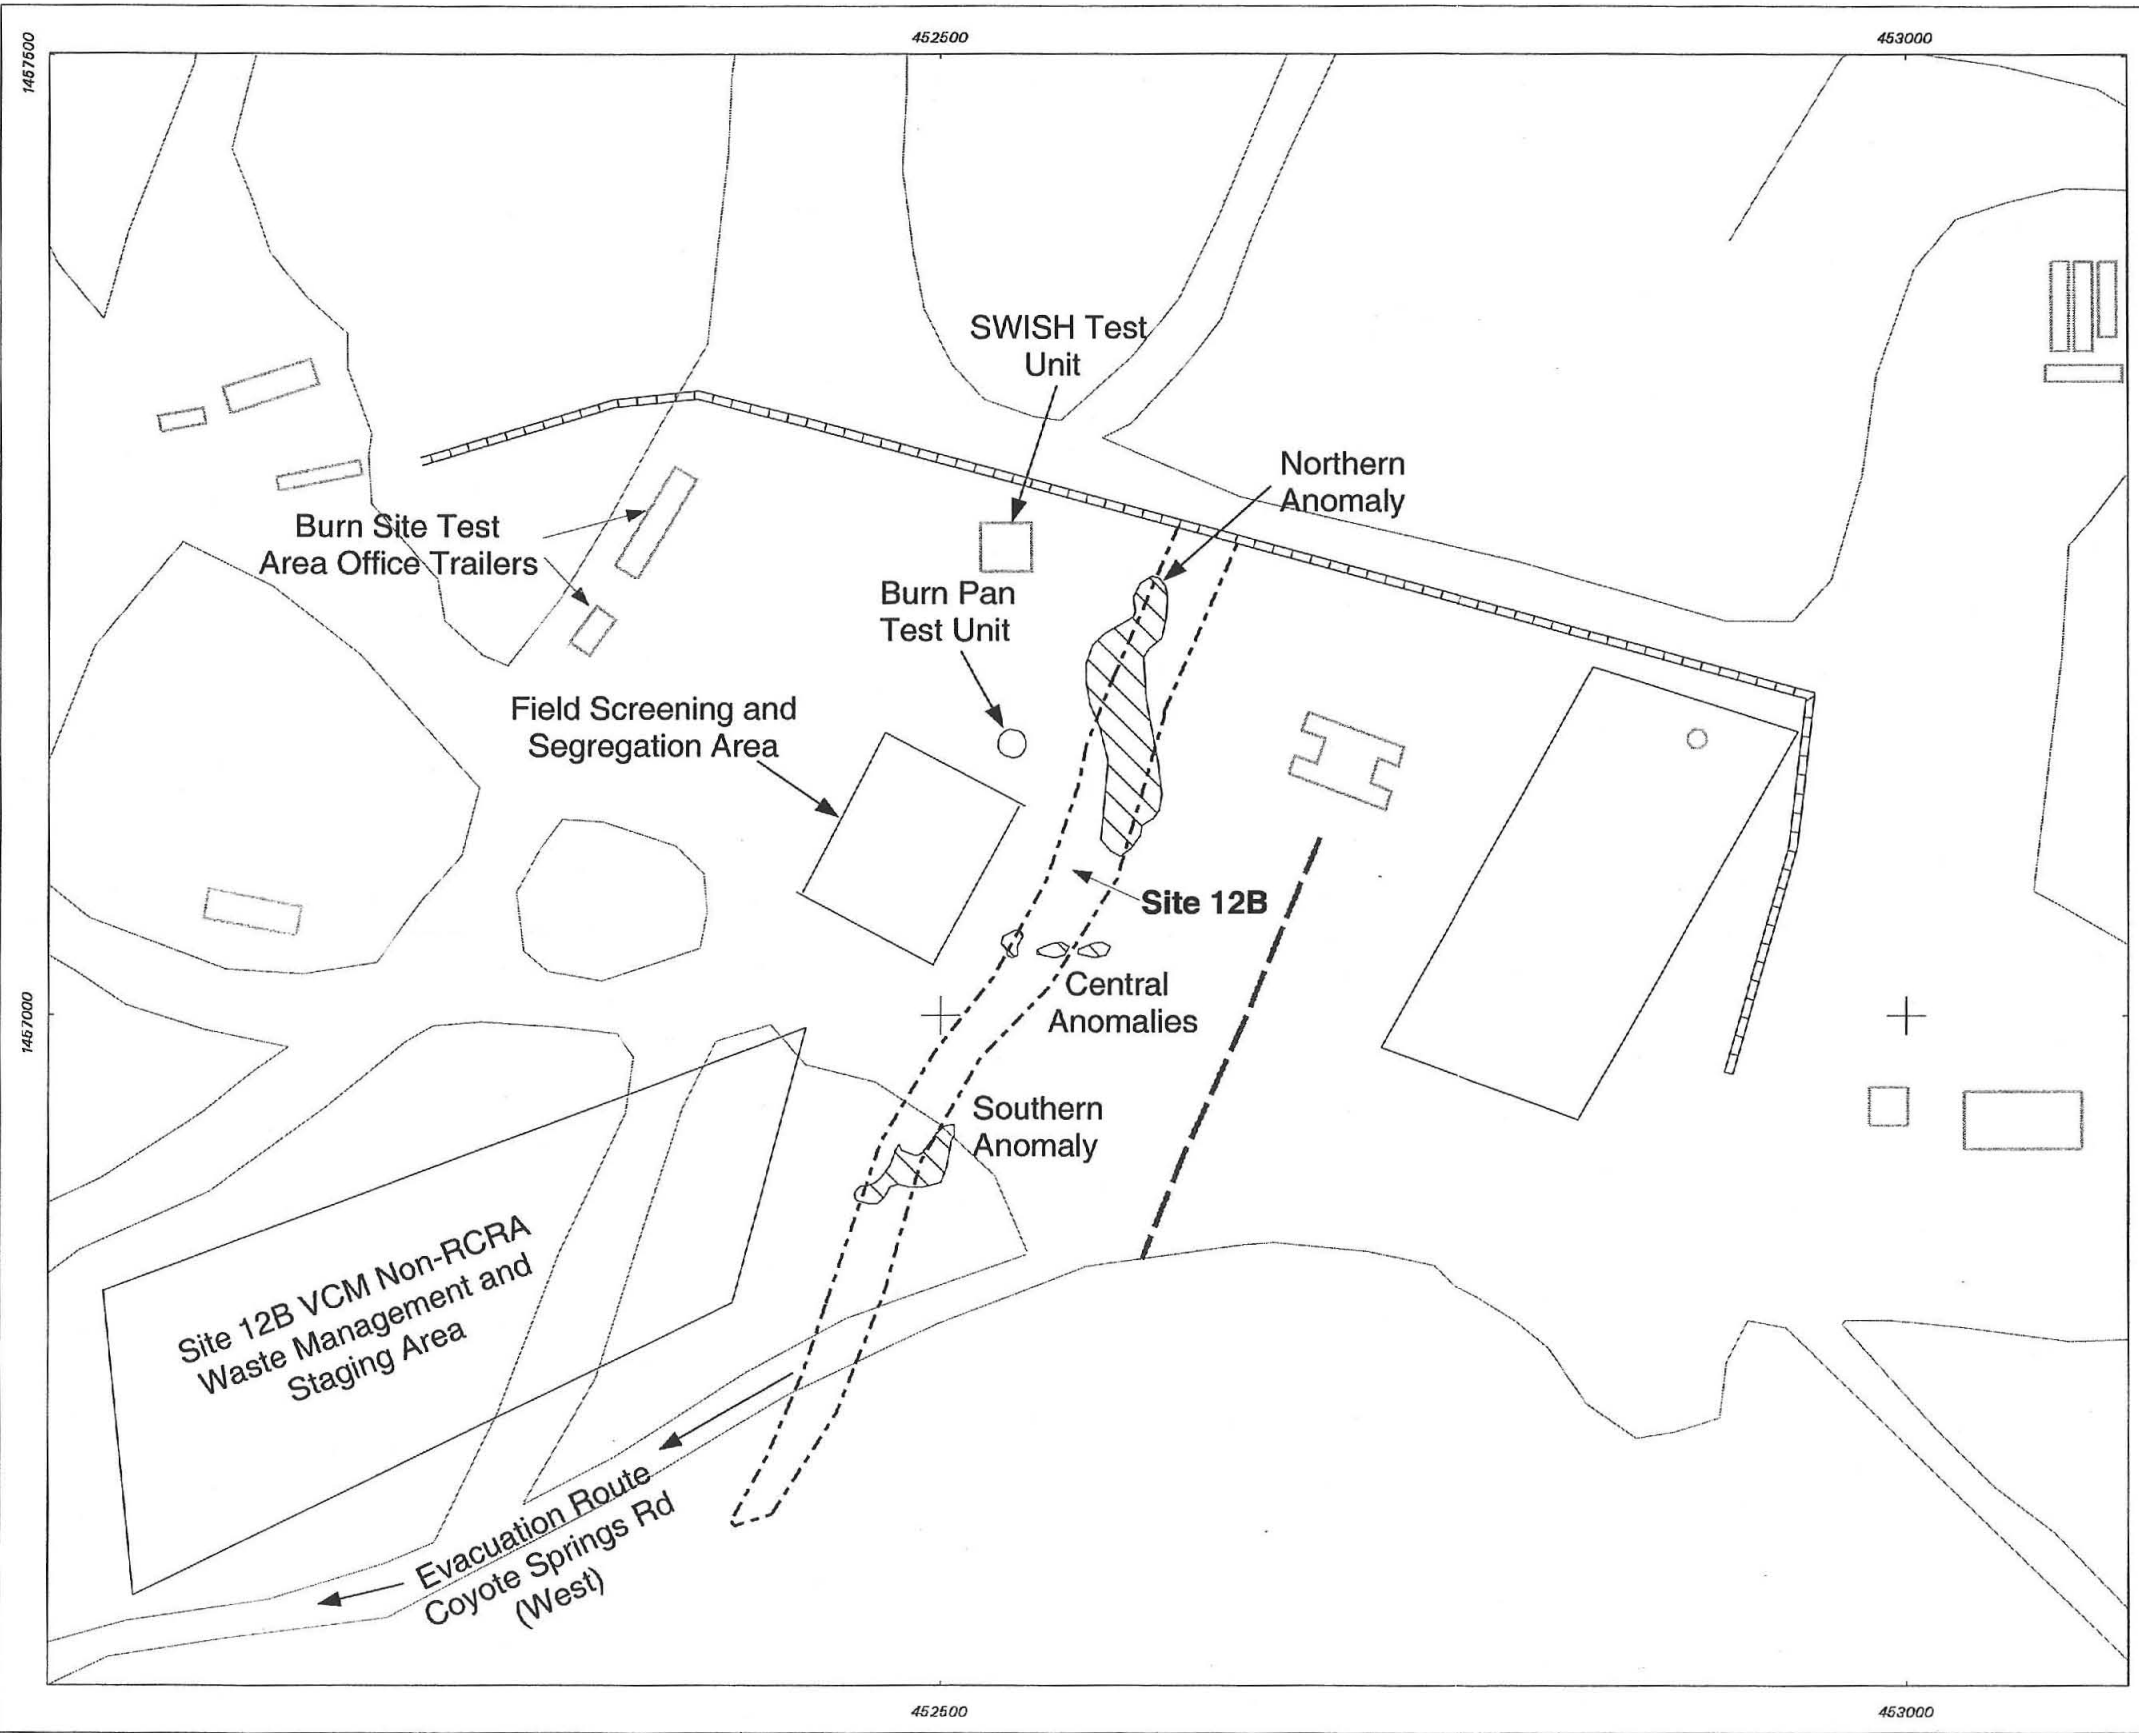 452500
453000
1457500
SWISH Test
Unit
Northern
Anomaly
Burn Site Test
Area Office Trailers
Burn Pan
Test Unit
Field Screening and
Segregation Area
Site 12B
Central
Anomalies
1457000
Southern
Anomaly
Site 12B VCM Non-RCRA
Waste Management and
Staging Area
Evacuation Route
Coyote Springs Rd
(West)
452500
453000